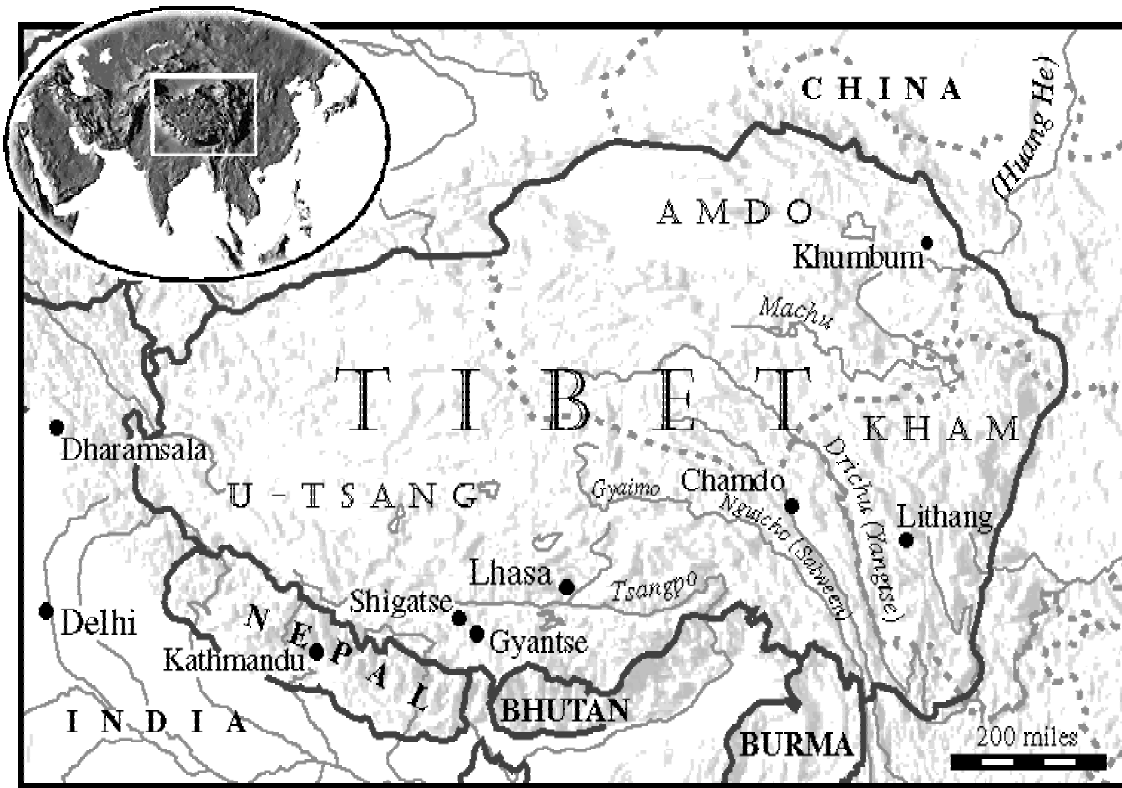 CHINA
(Huang He)
AMDO
Khumbum
Machu
TIBET
KHAM
Dharamsala
U-TSANG
Gyaimo
Chamdo
Drichu (Yangtse)
Ngulcho (Salween)
Lithang
Lhasa
Tsangpo
Shigatse
Gyantse
Delhi
NEPAL
Kathmandu
INDIA
BHUTAN
BURMA
200 miles